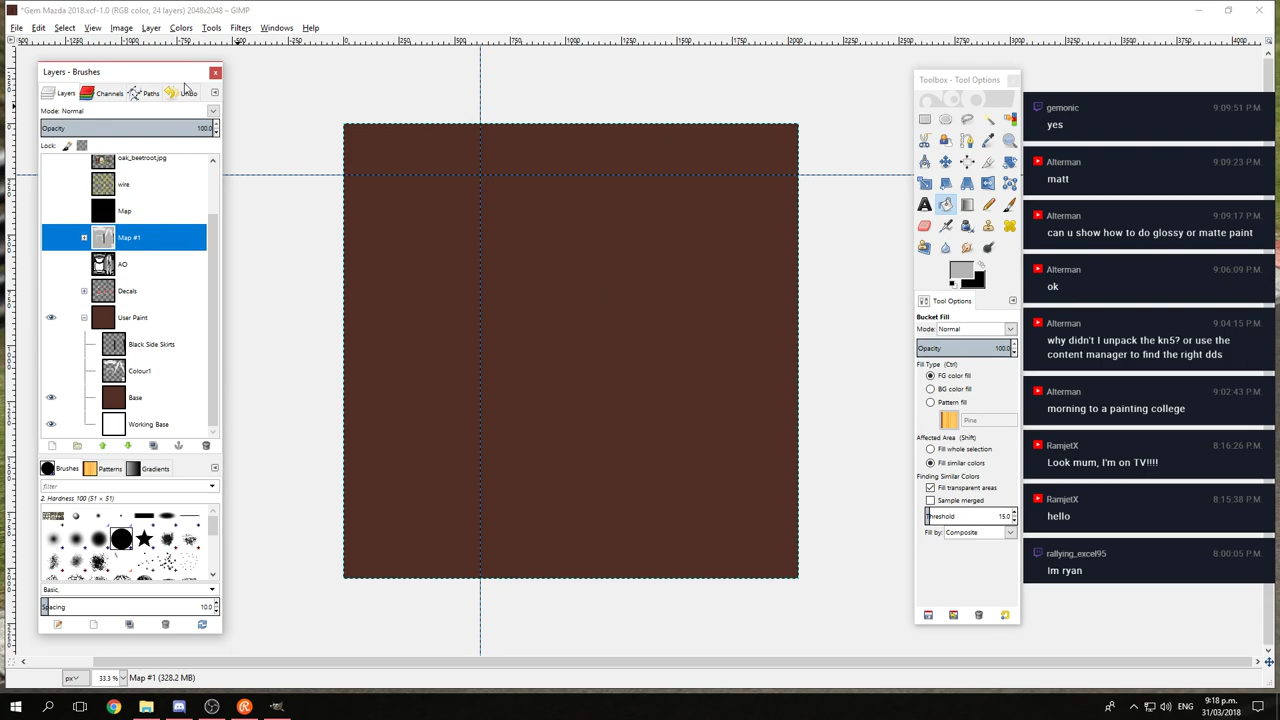 *Gem Mazda 2018.xcf-1.0 (RGB color, 24 layers) 2048x2048 – GIMP
File Edit Select View Image Layer Colors Tools Filters Windows Help
Layers - Brushes
Layers Channels Paths Undo
Mode: Normal
Opacity 100.0
Lock:
oak_beetroot.jpg
wire
Map
Map #1
AO
Decals
User Paint
Black Side Skirts
Colour1
Base
Working Base
Brushes Patterns Gradients
filter
2. Hardness 100 (51 × 51)
Basic,
Spacing 10.0
px 33.3 % Map #1 (328.2 MB)
Toolbox - Tool Options
Tool Options
Bucket Fill
Mode: Normal
Opacity 100.0
Fill Type (Ctrl)
FG color fill
BG color fill
Pattern fill
Pine
Affected Area (Shift)
Fill whole selection
Fill similar colors
Finding Similar Colors
Fill transparent areas
Sample merged
Threshold 15.0
Fill by: Composite
gemonic 9:09:51 P.M.
yes
Alterman 9:09:23 P.M.
matt
Alterman 9:09:17 P.M.
can u show how to do glossy or matte paint
Alterman 9:06:09 P.M.
ok
Alterman 9:04:15 P.M.
why didn't I unpack the kn5? or use the
content manager to find the right dds
Alterman 9:02:43 P.M.
morning to a painting college
RamjetX 8:16:26 P.M.
Look mum, I'm on TV!!!!
RamjetX 8:15:38 P.M.
hello
rallying_excel95 8:00:05 P.M.
Im ryan
ENG
9:18 p.m.
31/03/2018